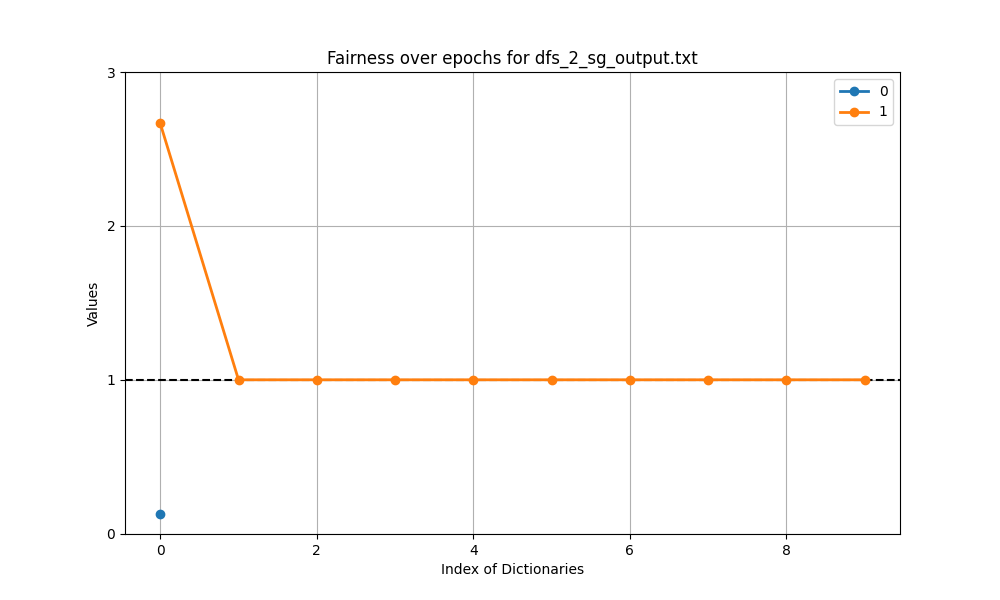 Fairness over epochs for dfs_2_sg_output.txt
0
1
3
2
1
0
Values
0 2 4 6 8
Index of Dictionaries